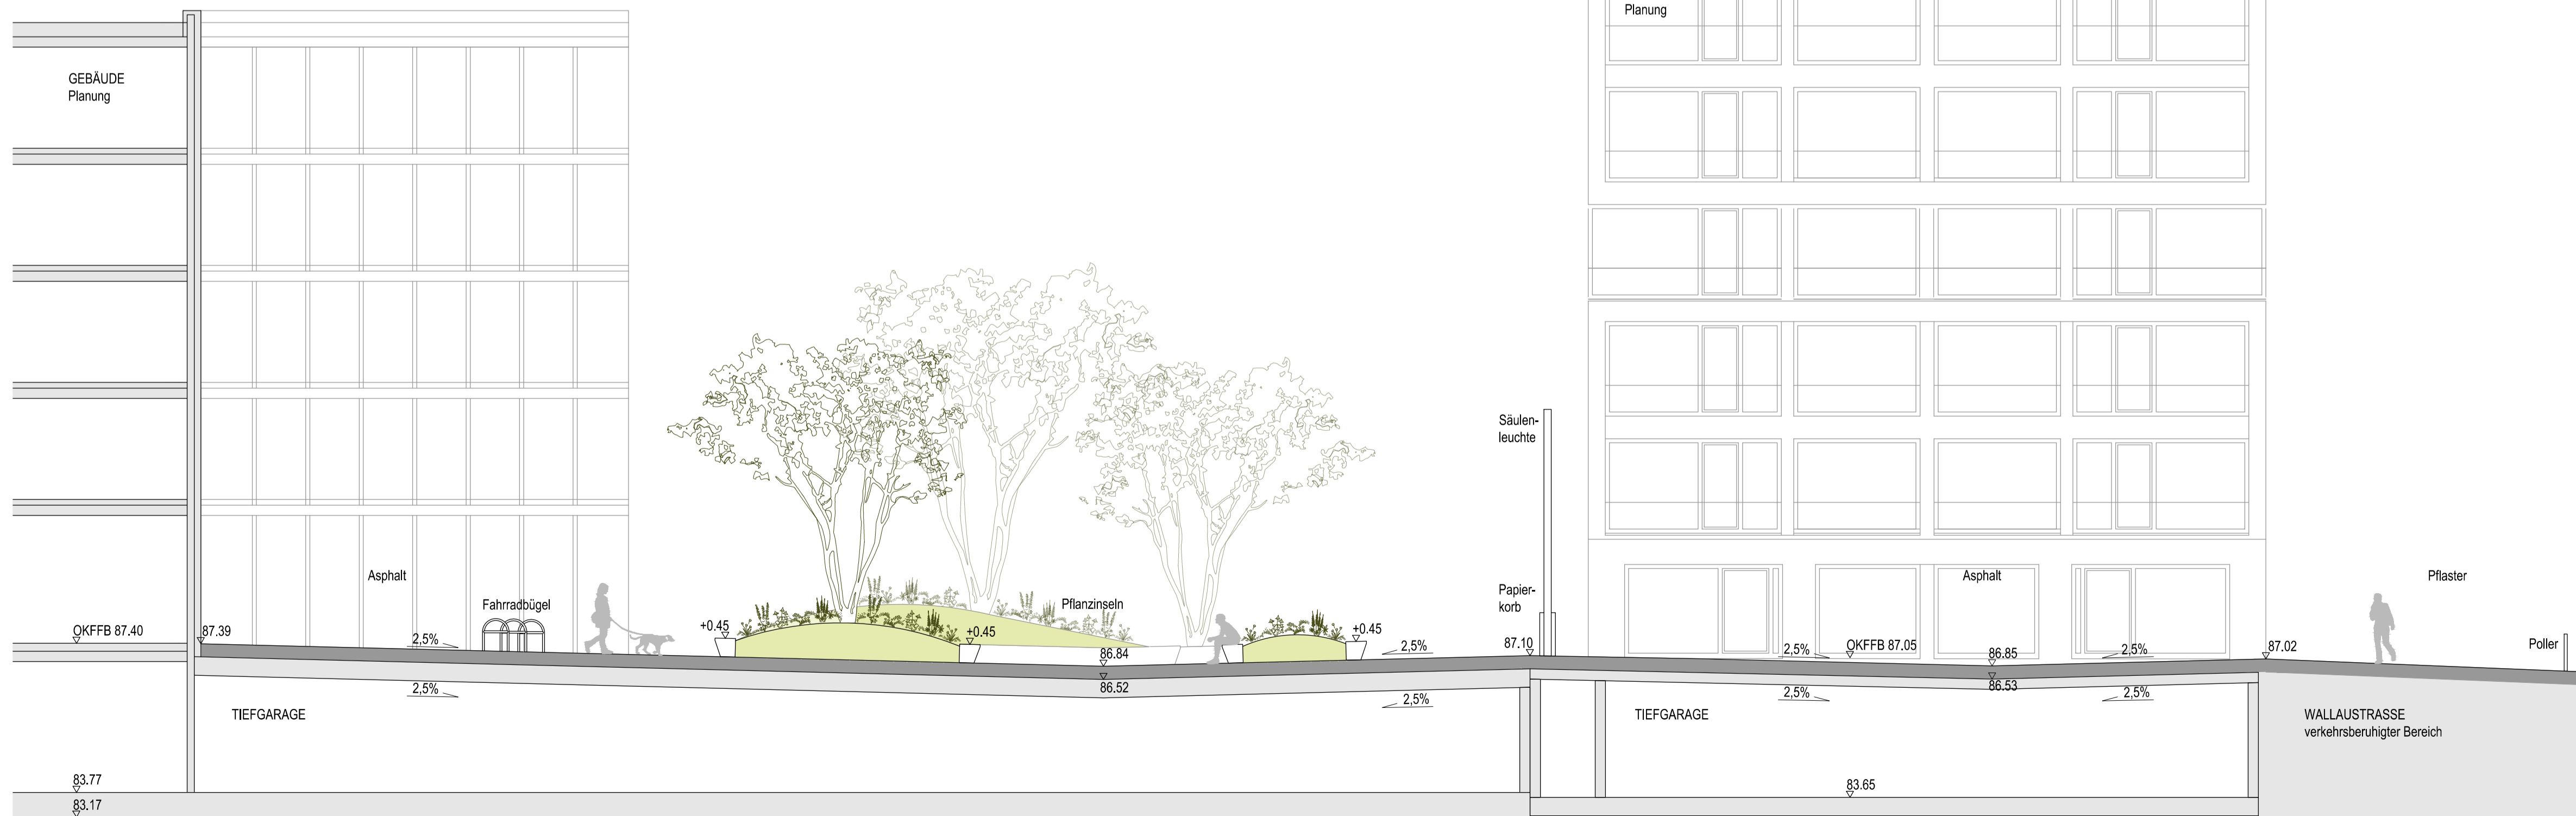 Planung
GEBÄUDE
Planung
Säulen-
leuchte
Asphalt
Fahrradbügel
Pflanzinseln
Papier-
korb
Asphalt
Pflaster
OKFFB 87.40
87.39
2,5%
+0.45
+0.45
+0.45
86.84
2,5%
87.10
2,5%
OKFFB 87.05
86.85
2,5%
87.02
Poller
2,5%
86.52
2,5%
2,5%
86.53
2,5%
TIEFGARAGE
TIEFGARAGE
WALLAUSTRASSE
verkehrsberuhigter Bereich
83.77
83.17
83.65